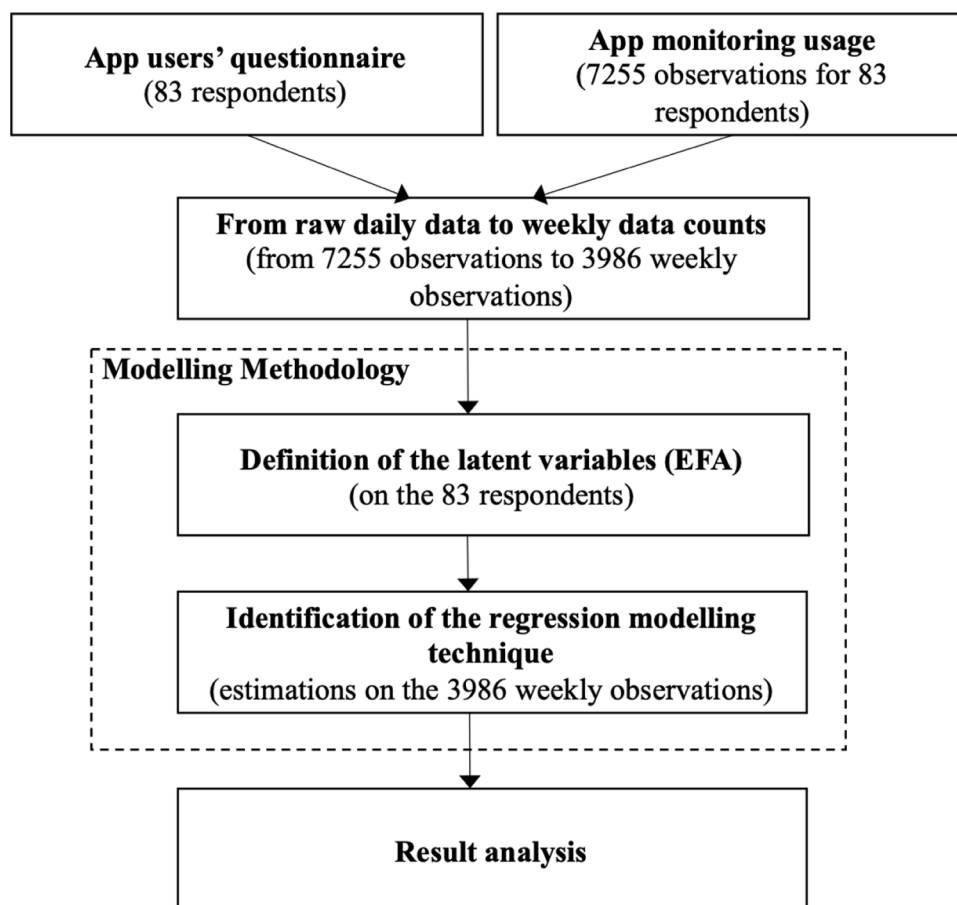 App users’ questionnaire
(83 respondents)
App monitoring usage
(7255 observations for 83
respondents)
From raw daily data to weekly data counts
(from 7255 observations to 3986 weekly
observations)
Modelling Methodology
Definition of the latent variables (EFA)
(on the 83 respondents)
Identification of the regression modelling
technique
(estimations on the 3986 weekly observations)
Result analysis